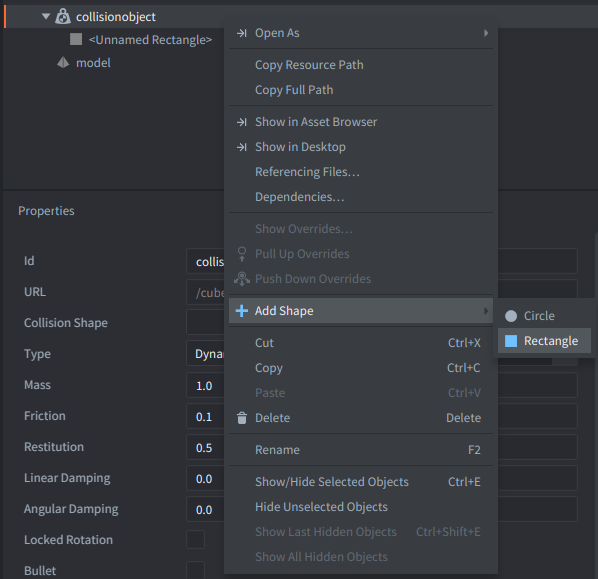 collisionobject
<Unnamed Rectangle>
model
Open As
Copy Resource Path
Copy Full Path
Show in Asset Browser
Show in Desktop
Referencing Files…
Dependencies…
Show Overrides…
Pull Up Overrides
Push Down Overrides
Add Shape
Circle
Rectangle
Cut Ctrl+X
Copy Ctrl+C
Paste Ctrl+V
Delete Delete
Rename F2
Show/Hide Selected Objects Ctrl+E
Hide Unselected Objects
Show Last Hidden Objects Ctrl+Shift+E
Show All Hidden Objects
Properties
Id collis
URL /cube
Collision Shape
Type Dyna
Mass 1.0
Friction 0.1
Restitution 0.5
Linear Damping 0.0
Angular Damping 0.0
Locked Rotation
Bullet